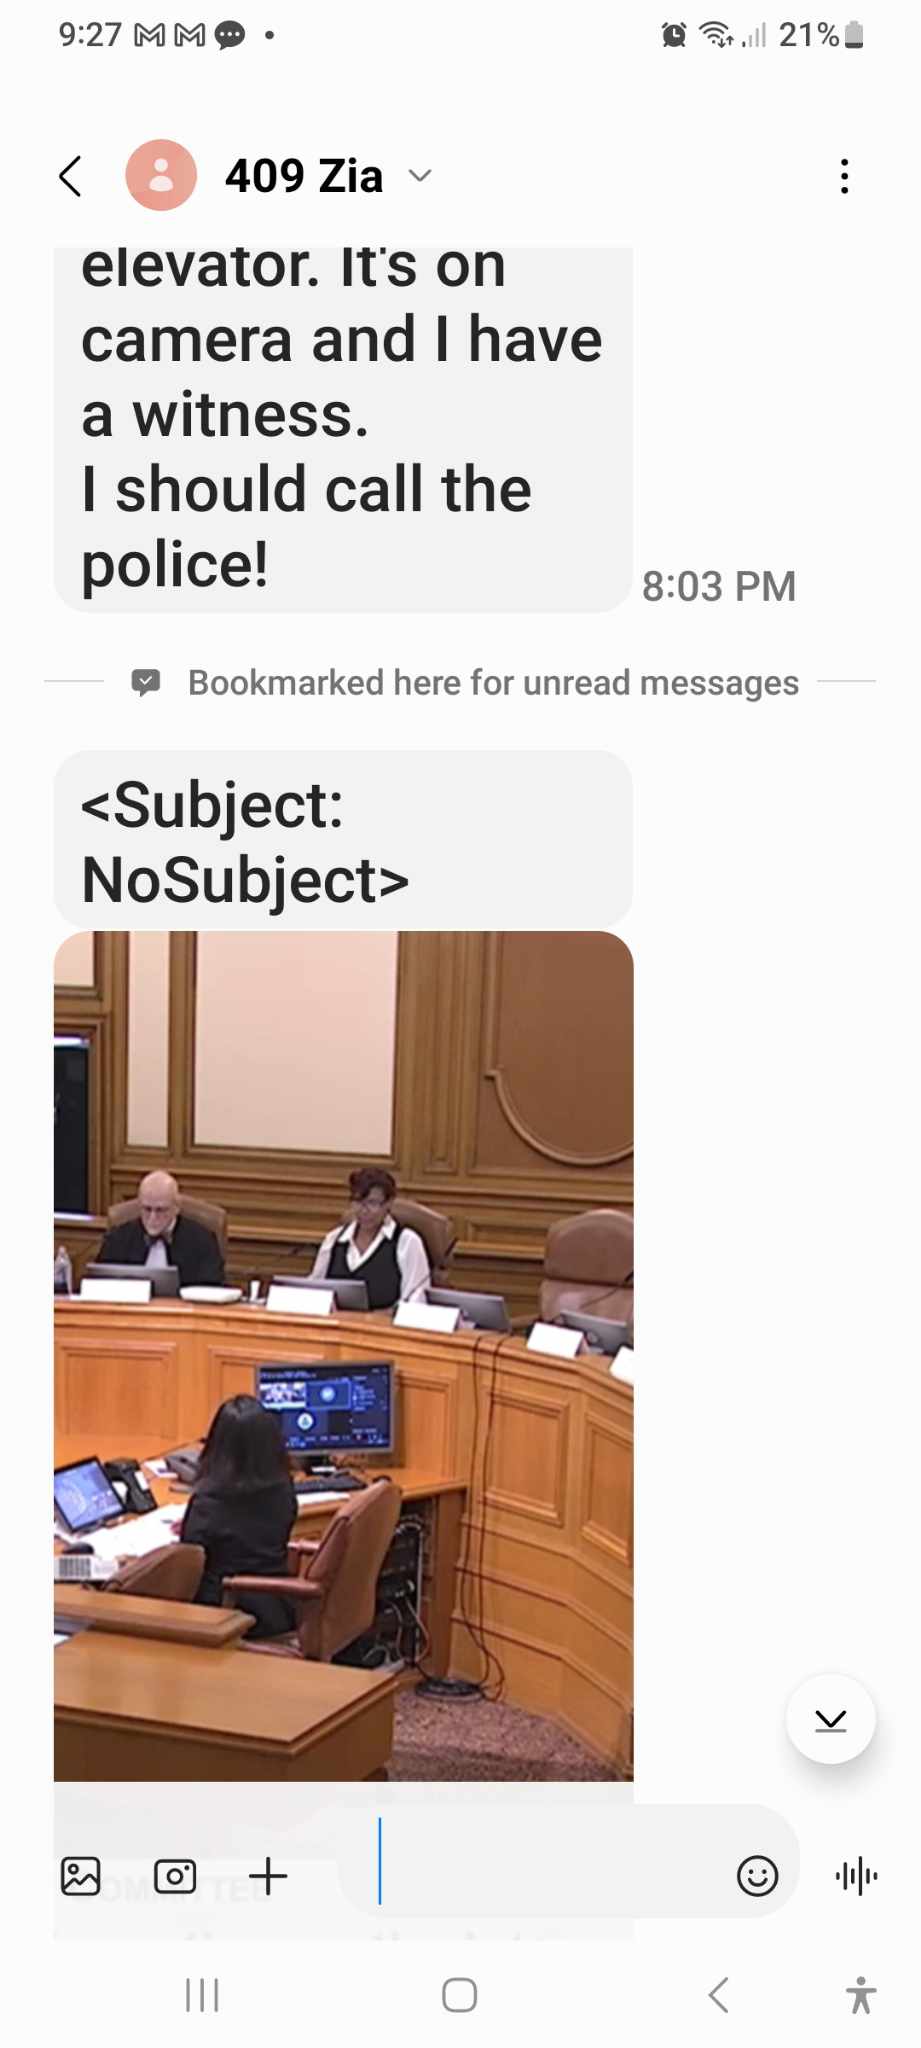 9:27
21%
409 Zia
elevator. It's on
camera and I have
a witness.
I should call the
police!
8:03 PM
Bookmarked here for unread messages
<Subject:
NoSubject>
COMMITTEE